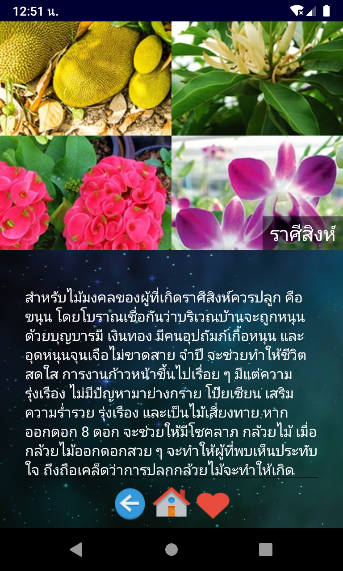 12:51 น.
ราศีสิงห์
สำหรับไม้มงคลของผู้ที่เกิดราศีสิงห์ควรปลูก คือ
ขนุน โดยโบราณเชื่อกันว่าบริเวณบ้านจะถูกหนุน
ด้วยบุญบารมี เงินทอง มีคนอุปถัมภ์เกื้อหนุน และ
อุดหนุนจุนเจือไม่ขาดสาย จำปี จะช่วยทำให้ชีวิต
สดใส การงานก้าวหน้าขึ้นไปเรื่อย ๆ มีแต่ความ
รุ่งเรือง ไม่มีปัญหามาย่างกราย โป๊ยเซียน เสริม
ความร่ำรวย รุ่งเรือง และเป็นไม้เสี่ยงทาย หาก
ออกดอก 8 ดอก จะช่วยให้มีโชคลาภ กล้วยไม้ เมื่อ
กล้วยไม้ออกดอกสวย ๆ จะทำให้ผู้ที่พบเห็นประทับ
ใจ ถึงถือเคล็ดว่าการปลูกกล้วยไม้จะทำให้เกิด